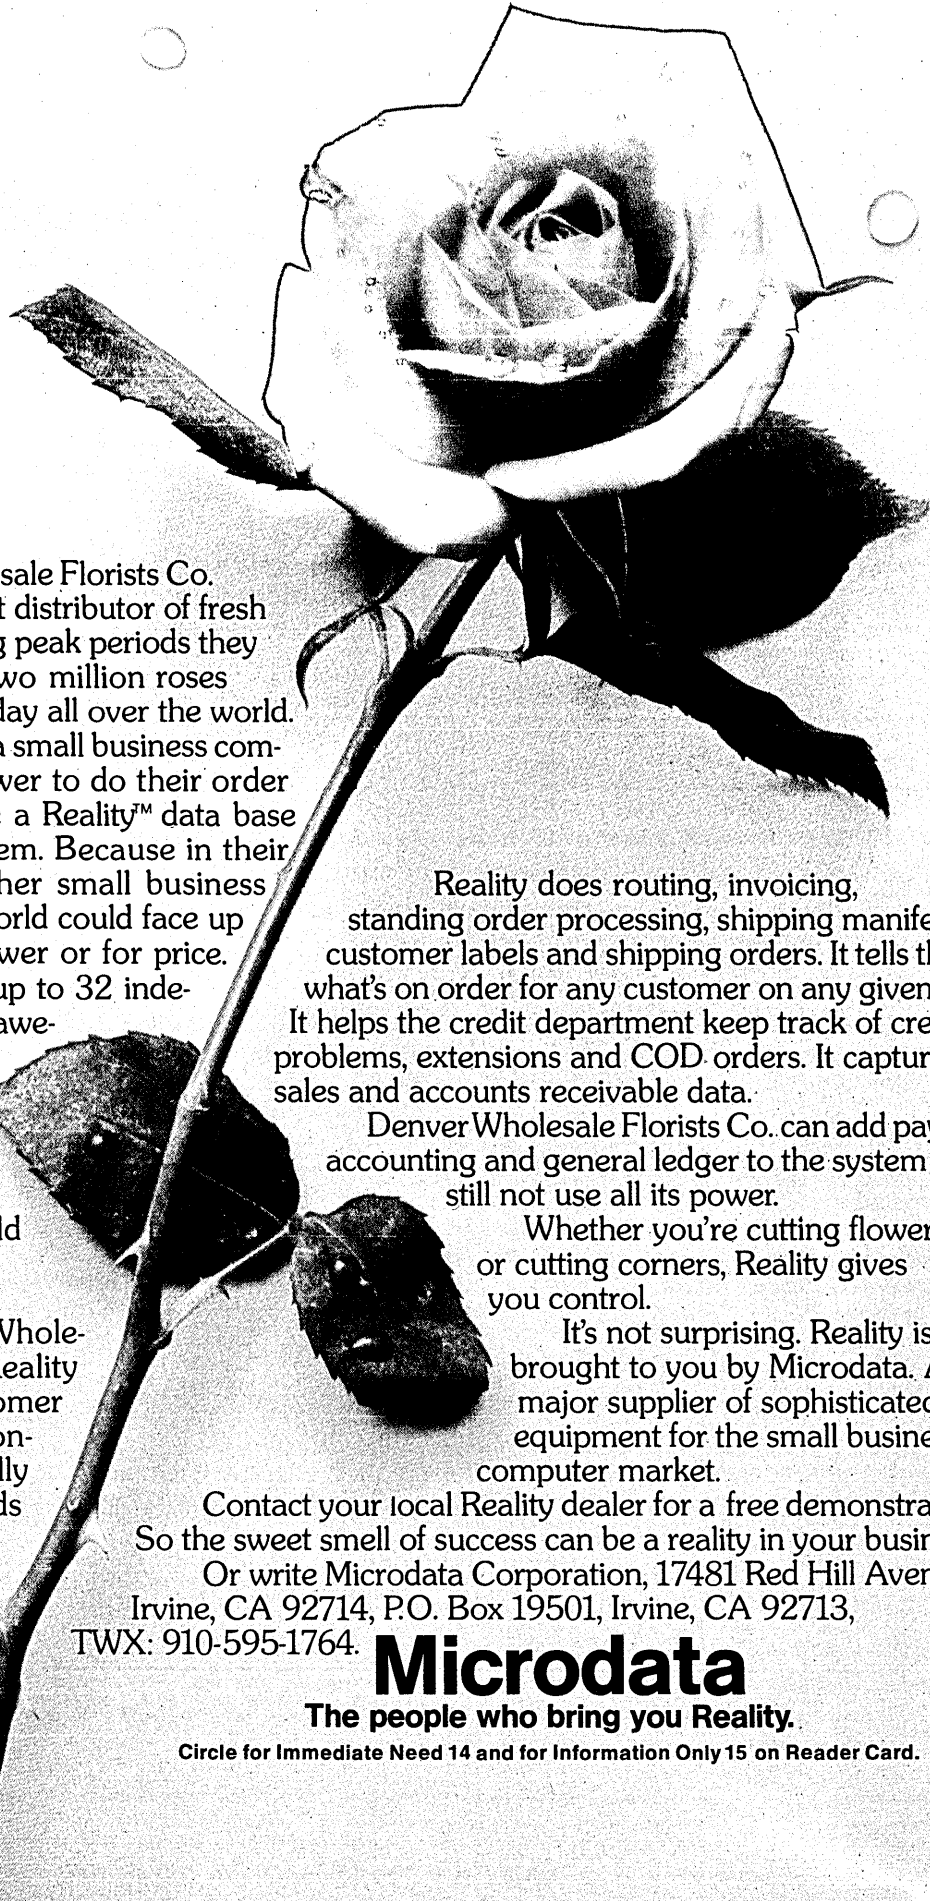 sale Florists Co.
distributor of fresh
peak periods they
two million roses
day all over the world.
a small business com-
wer to do their order
a Reality™ data base
em. Because in their
her small business
orld could face up
wer or for price.
up to 32 inde-
awe-
ld
Whole-
eality
omer
on-
lly
ds
Reality does routing, invoicing,
standing order processing, shipping manife
customer labels and shipping orders. It tells th
what's on order for any customer on any given
It helps the credit department keep track of cre
problems, extensions and COD orders. It captur
sales and accounts receivable data.
Denver Wholesale Florists Co. can add pay
accounting and general ledger to the system
still not use all its power.
Whether you're cutting flower
or cutting corners, Reality gives
you control.
It's not surprising. Reality is
brought to you by Microdata. A
major supplier of sophisticated
equipment for the small busine
computer market.
Contact your local Reality dealer for a free demonstra
So the sweet smell of success can be a reality in your busin
Or write Microdata Corporation, 17481 Red Hill Aven
Irvine, CA 92714, P.O. Box 19501, Irvine, CA 92713,
TWX: 910-595-1764.
Microdata
The people who bring you Reality.
Circle for Immediate Need 14 and for Information Only 15 on Reader Card.